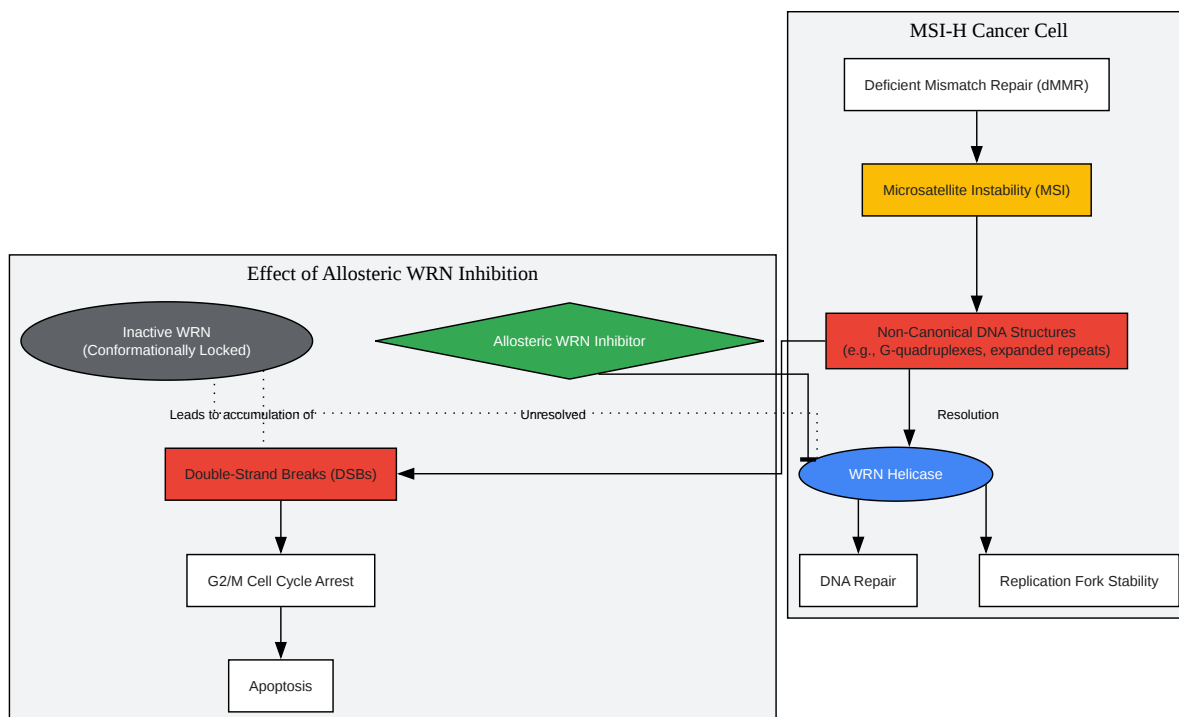 MSI-H Cancer Cell
Deficient Mismatch Repair (dMMR)
Microsatellite Instability (MSI)
Effect of Allosteric WRN Inhibition
Inactive WRN
(Conformationally Locked)
Allosteric WRN Inhibitor
Non-Canonical DNA Structures
(e.g., G-quadruplexes, expanded repeats)
Leads to accumulation of
Unresolved
Resolution
Double-Strand Breaks (DSBs)
WRN Helicase
G2/M Cell Cycle Arrest
DNA Repair
Replication Fork Stability
Apoptosis